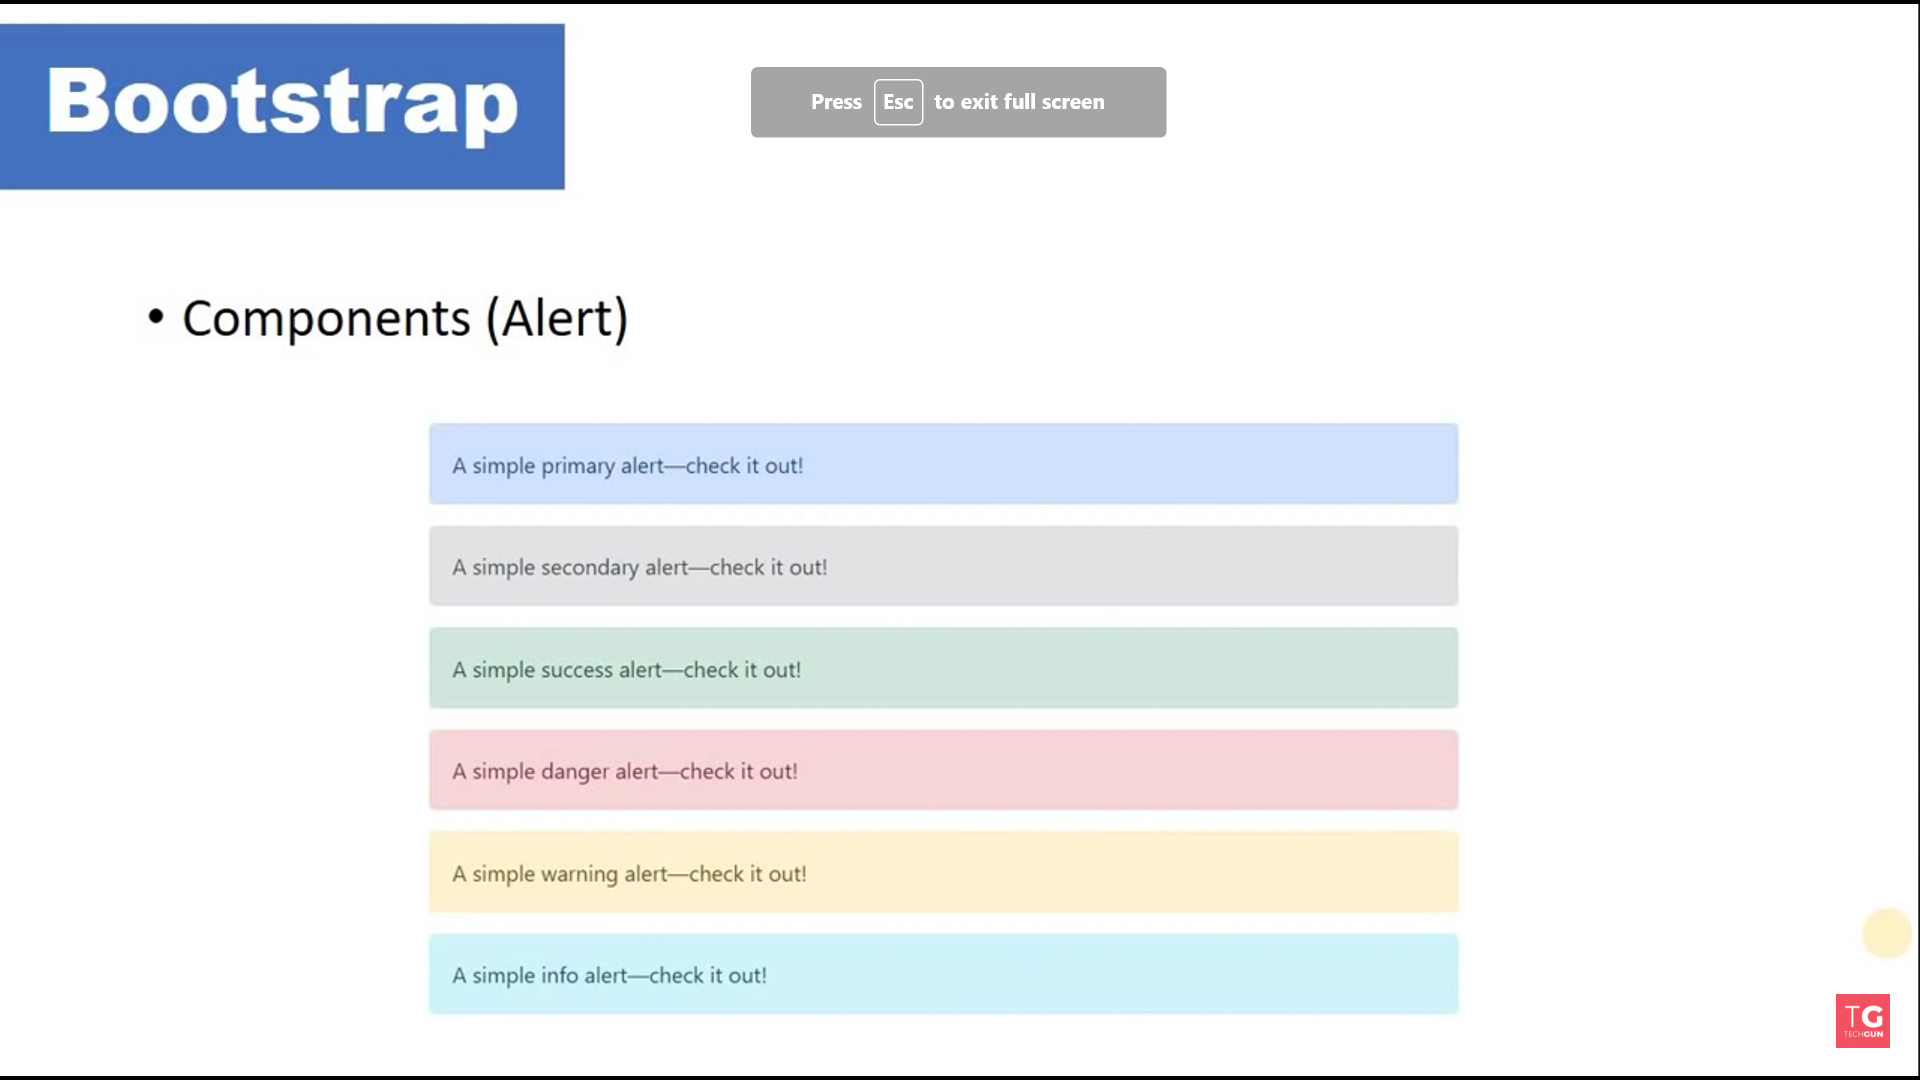 Bootstrap
Press Esc to exit full screen
• Components (Alert)
A simple primary alert—check it out!
A simple secondary alert—check it out!
A simple success alert—check it out!
A simple danger alert—check it out!
A simple warning alert—check it out!
A simple info alert—check it out!
TG
TECHGUN